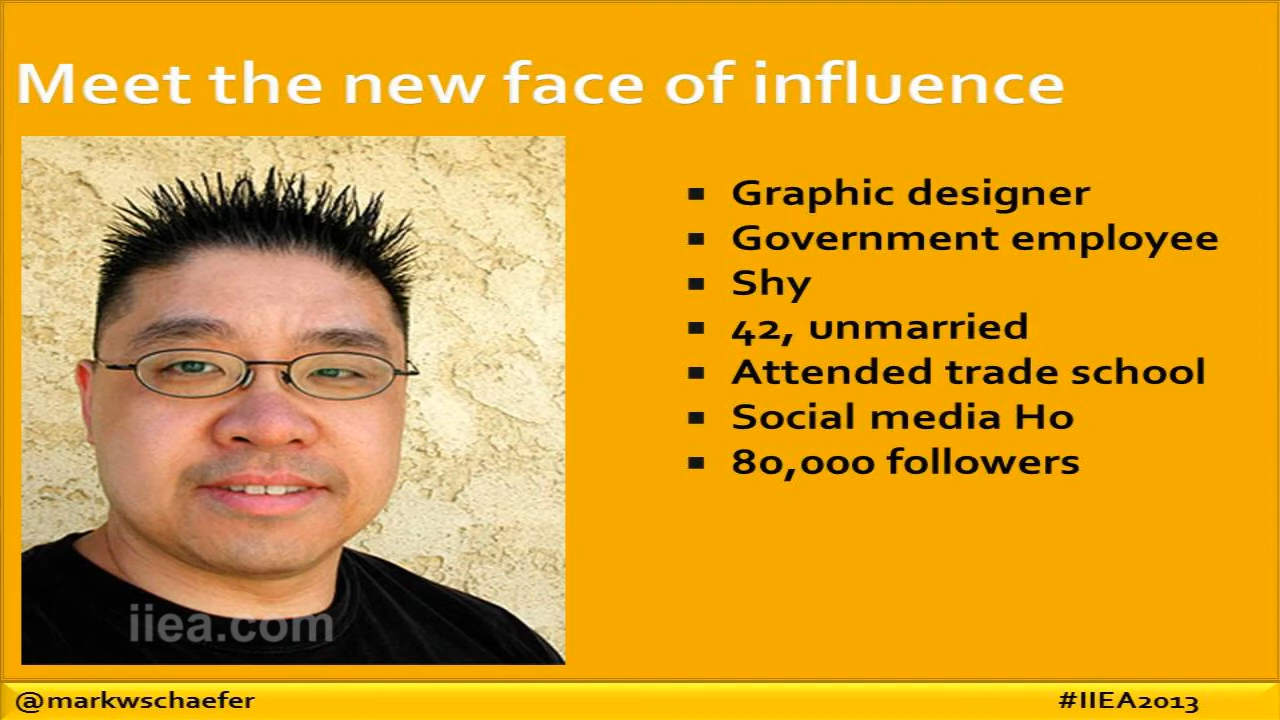 Meet the new face of influence
Graphic designer
Government employee
Shy
42, unmarried
Attended trade school
Social media Ho
80,000 followers
iiea.com
@markwschaefer
#IIEA2013